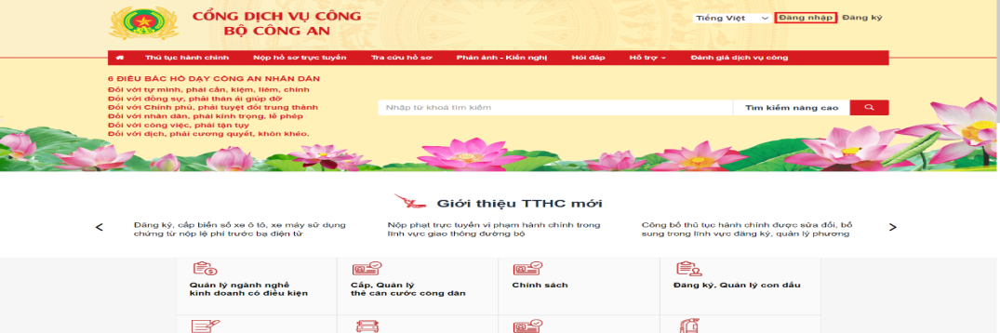 CỔNG DỊCH VỤ CÔNG
BỘ CÔNG AN
Tiếng Việt
Đăng nhập
Đăng ký
Thủ tục hành chính
Nộp hồ sơ trực tuyến
Tra cứu hồ sơ
Phản ánh - Kiến nghị
Hỏi đáp
Hỗ trợ
Đánh giá dịch vụ công
6 ĐIỀU BÁC HỒ DẠY CÔNG AN NHÂN DÂN
Đối với tự mình, phải cần, kiệm, liêm, chính
Đối với đồng sự, phải thân ái giúp đỡ
Đối với Chính phủ, phải tuyệt đối trung thành
Đối với nhân dân, phải kính trọng, lễ phép
Đối với công việc, phải tận tụy
Đối với địch, phải cương quyết, khôn khéo.
Nhập từ khoá tìm kiếm
Tìm kiếm nâng cao
Giới thiệu TTHC mới
Đăng ký, cấp biển số xe ô tô, xe máy sử dụng
chứng từ nộp lệ phí trước bạ điện tử
Nộp phạt trực tuyến vi phạm hành chính trong
lĩnh vực giao thông đường bộ
Công bố thủ tục hành chính được sửa đổi, bổ
sung trong lĩnh vực đăng ký, quản lý phương
Quản lý ngành nghề
kinh doanh có điều kiện
Cấp, Quản lý
thẻ căn cước công dân
Chính sách
Đăng ký, Quản lý con dấu